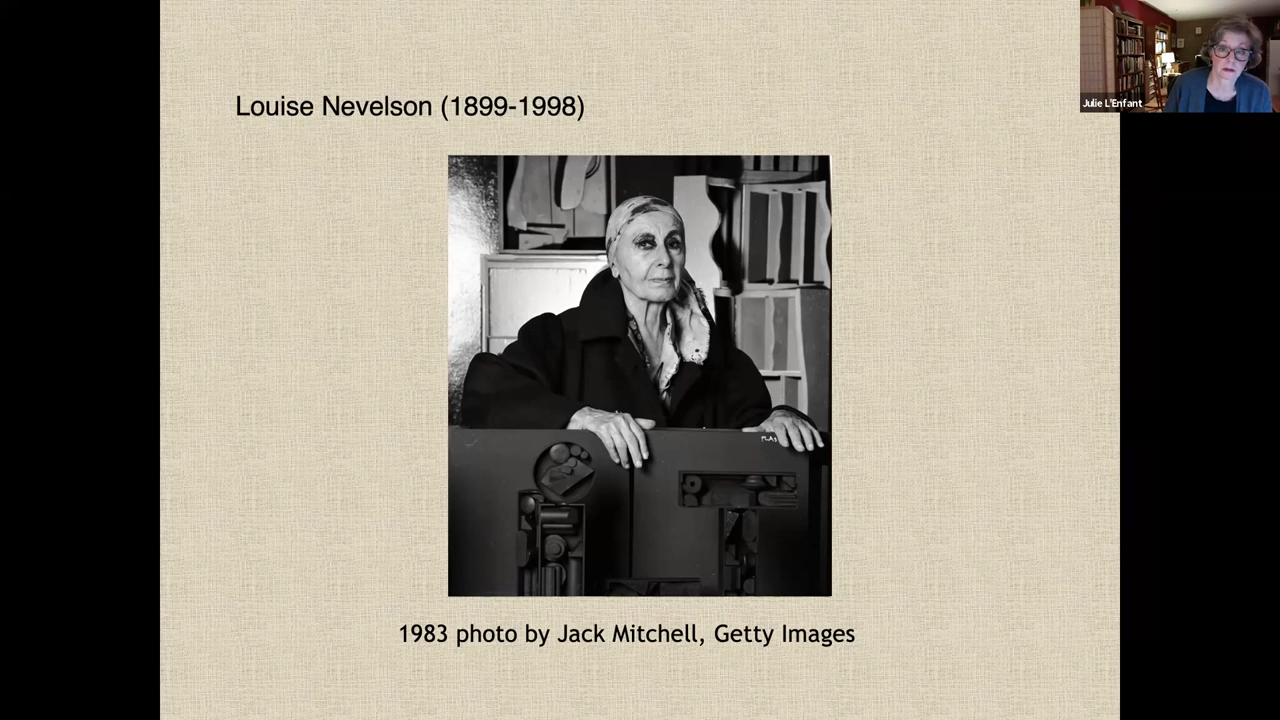 Louise Nevelson (1899-1998)
Julie L'Enfant
1983 photo by Jack Mitchell, Getty Images